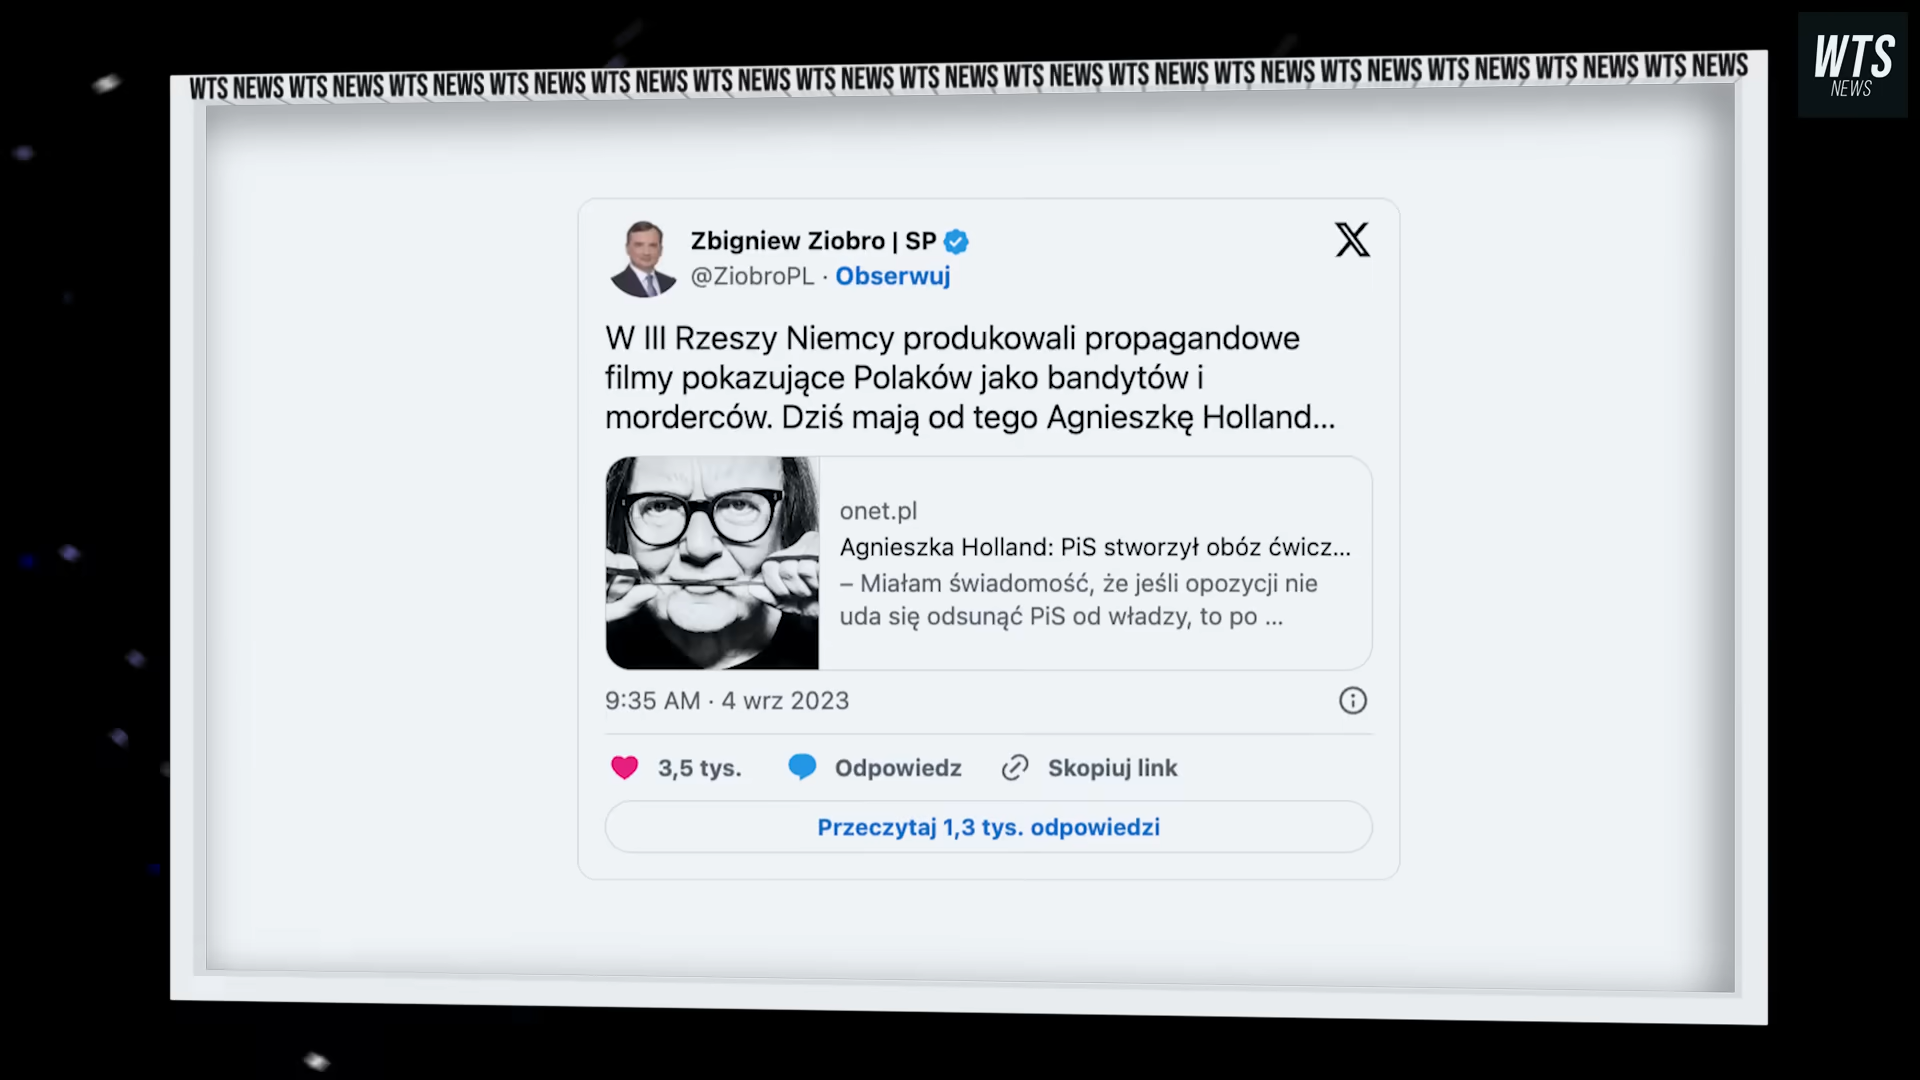 WTS NEWS WTS NEWS WTS NEWS WTS NEWS WTS NEWS WTS NEWS WTS NEWS WTS NEWS WTS NEWS WTS NEWS WTS NEWS WTS NEWS WTS NEWS WTS NEWS WTS NEWS
WTS
NEWS
Zbigniew Ziobro | SP
@ZiobroPL · Obserwuj
W III Rzeszy Niemcy produkowali propagandowe
filmy pokazujące Polaków jako bandytów i
morderców. Dziś mają od tego Agnieszkę Holland...
onet.pl
Agnieszka Holland: PiS stworzył obóz ćwicz...
– Miałam świadomość, że jeśli opozycji nie
uda się odsunąć PiS od władzy, to po ...
9:35 AM · 4 wrz 2023
3,5 tys. Odpowiedz Skopiuj link
Przeczytaj 1,3 tys. odpowiedzi